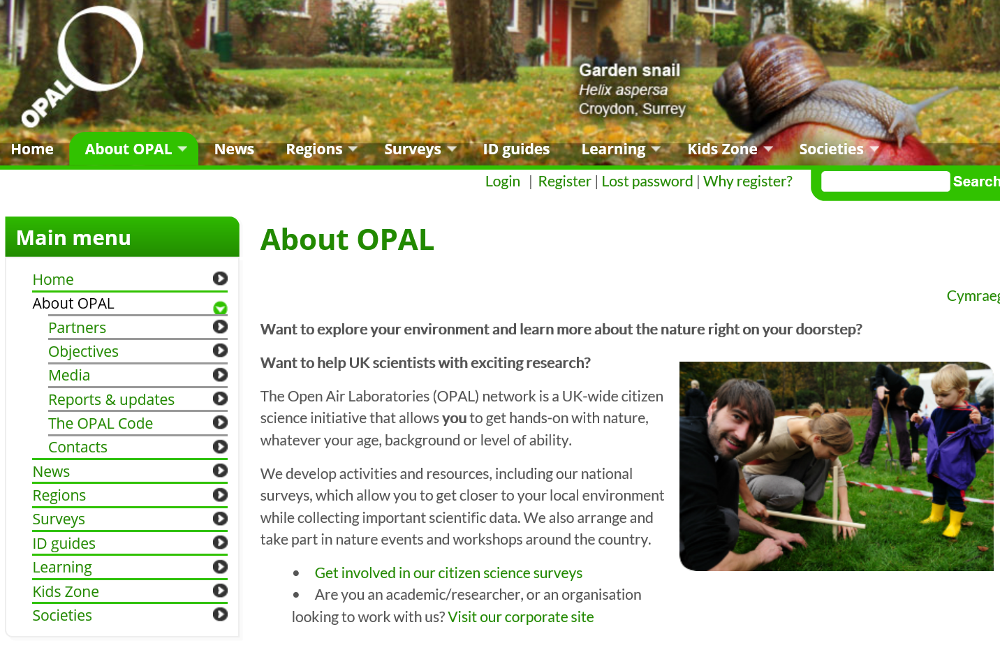 OPAL
Garden snail
Helix aspersa
Croydon, Surrey
Home About OPAL News Regions Surveys ID guides Learning Kids Zone Societies
Login | Register | Lost password | Why register? Search
Main menu
Home
About OPAL
Partners
Objectives
Media
Reports & updates
The OPAL Code
Contacts
News
Regions
Surveys
ID guides
Learning
Kids Zone
Societies
About OPAL
Cymraeg
Want to explore your environment and learn more about the nature right on your doorstep?
Want to help UK scientists with exciting research?
The Open Air Laboratories (OPAL) network is a UK-wide citizen
science initiative that allows you to get hands-on with nature,
whatever your age, background or level of ability.
We develop activities and resources, including our national
surveys, which allow you to get closer to your local environment
while collecting important scientific data. We also arrange and
take part in nature events and workshops around the country.
• Get involved in our citizen science surveys
• Are you an academic/researcher, or an organisation
looking to work with us? Visit our corporate site